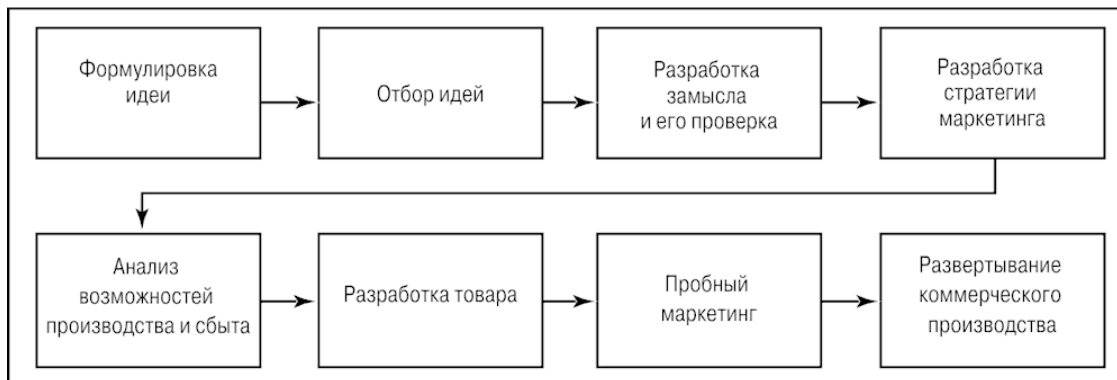 Формулировка
идеи
Отбор идей
Разработка
замысла
и его проверка
Разработка
стратегии
маркетинга
Анализ
возможностей
производства и сбыта
Разработка товара
Пробный
маркетинг
Развертывание
коммерческого
производства